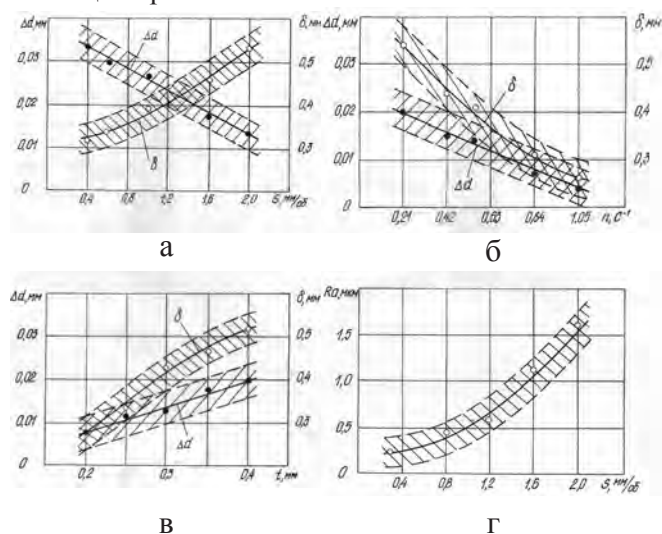 Δd, мм
δ, мм
0,03
0,02
0,01
0
Δd
δ
0,5
0,4
0,3
0,4 0,8 1,2 1,6 2,0 S, мм/об
а
Δd, мм
δ, мм
0,03
0,02
0,01
0
δ
Δd
0,5
0,4
0,3
0,21 0,42 0,63 0,84 1,05 n, с⁻¹
б
Δd, мм
δ, мм
0,03
0,02
0,01
0
δ
Δd
0,5
0,4
0,3
0,2 0,3 0,4 t, мм
в
Ra, мкм
1,5
1,0
0,5
0
0,4 0,8 1,2 1,6 2,0 S, мм/об
г